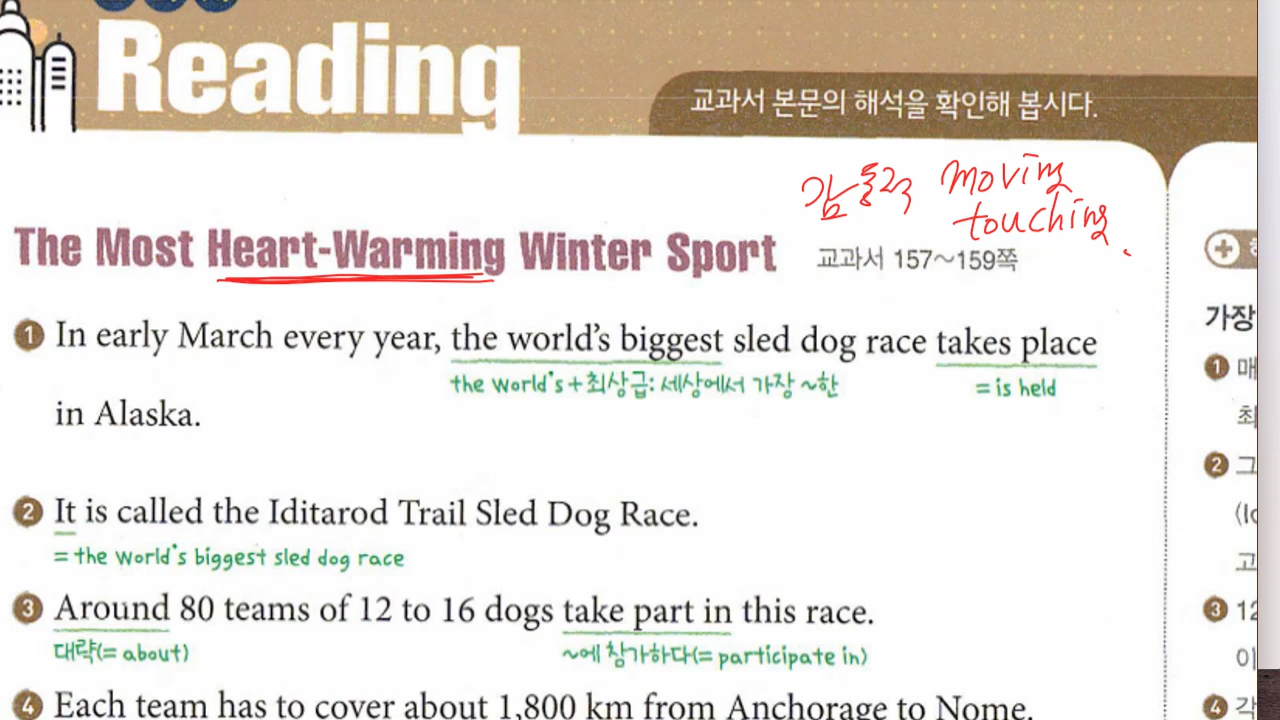 Reading
교과서 본문의 해석을 확인해 봅시다.
감동적 moving
touching
The Most Heart-Warming Winter Sport 교과서 157~159쪽
1 In early March every year, the world's biggest sled dog race takes place
the world's+최상급: 세상에서 가장 ~한 = is held
in Alaska.
2 It is called the Iditarod Trail Sled Dog Race.
= the world's biggest sled dog race
3 Around 80 teams of 12 to 16 dogs take part in this race.
대략(= about) ~에 참가하다(= participate in)
4 Each team has to cover about 1,800 km from Anchorage to Nome.
가장
1 매
최
2 그
고
3 12
이
4 각